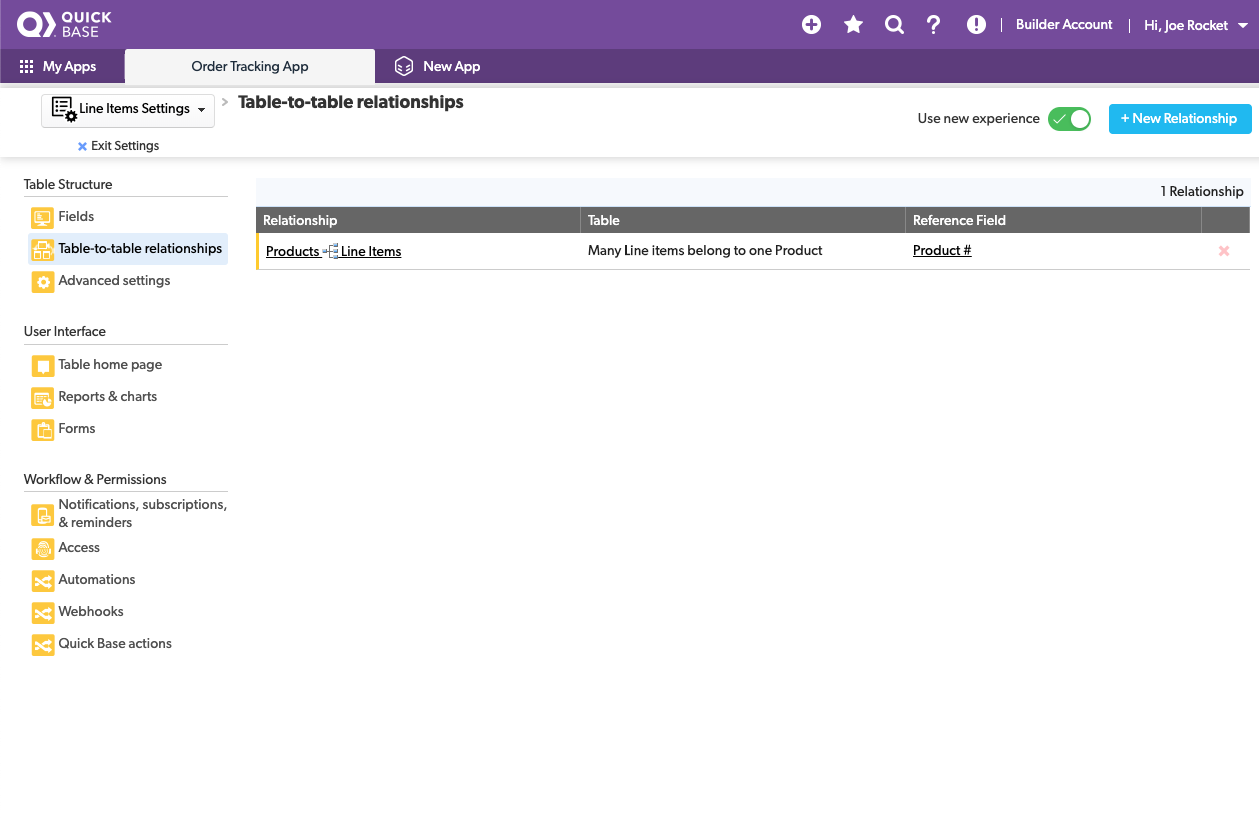 QUICK
BASE
Builder Account
Hi, Joe Rocket
My Apps
Order Tracking App
New App
Line Items Settings
Table-to-table relationships
Use new experience
+ New Relationship
Exit Settings
Table Structure
Fields
Table-to-table relationships
Advanced settings
User Interface
Table home page
Reports & charts
Forms
Workflow & Permissions
Notifications, subscriptions,
& reminders
Access
Automations
Webhooks
Quick Base actions
1 Relationship
Relationship Table Reference Field
Products Line Items Many Line items belong to one Product Product #